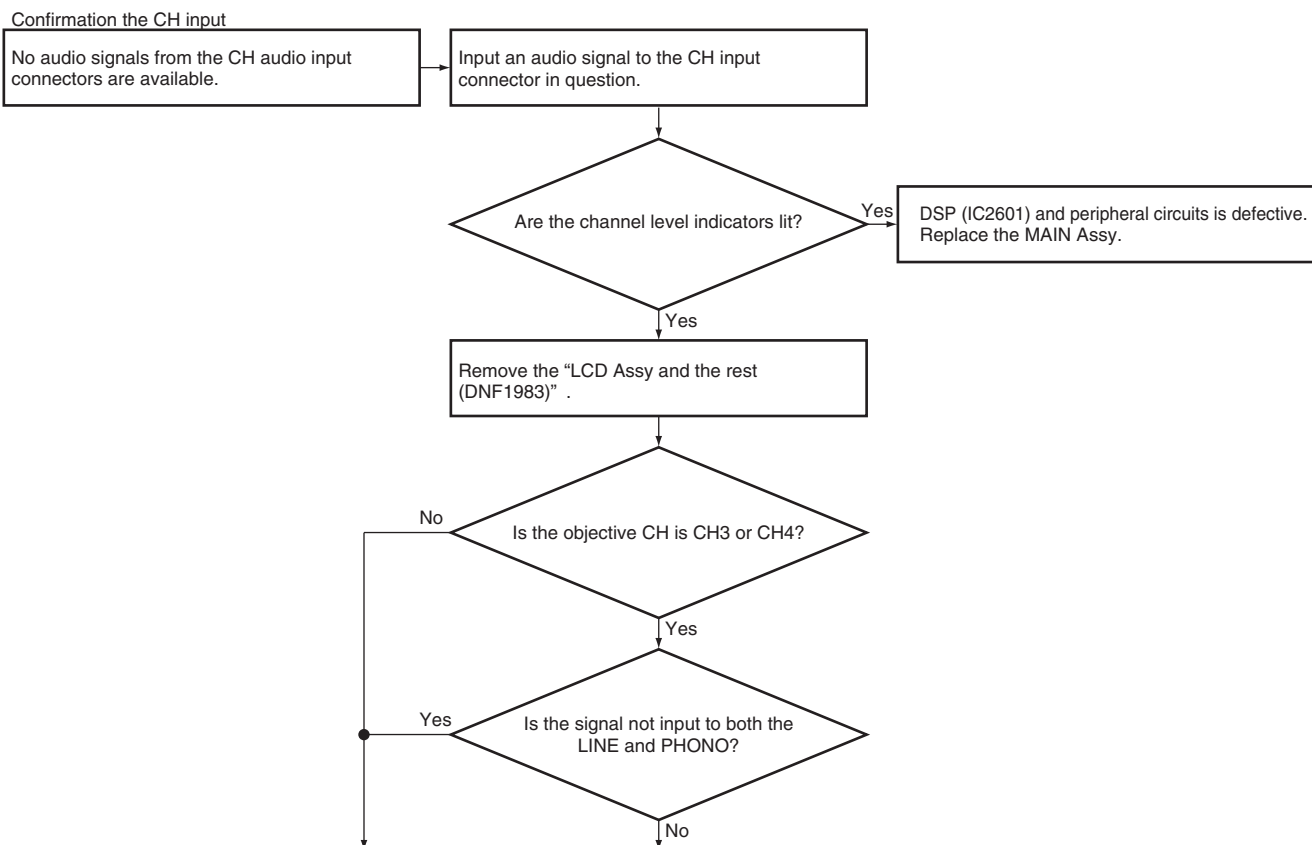 Confirmation the CH input
No audio signals from the CH audio input
connectors are available.
Input an audio signal to the CH input
connector in question.
Are the channel level indicators lit?
Yes
DSP (IC2601) and peripheral circuits is defective.
Replace the MAIN Assy.
Yes
Remove the “LCD Assy and the rest
(DNF1983)” .
No
Is the objective CH is CH3 or CH4?
Yes
Yes
Is the signal not input to both the
LINE and PHONO?
No